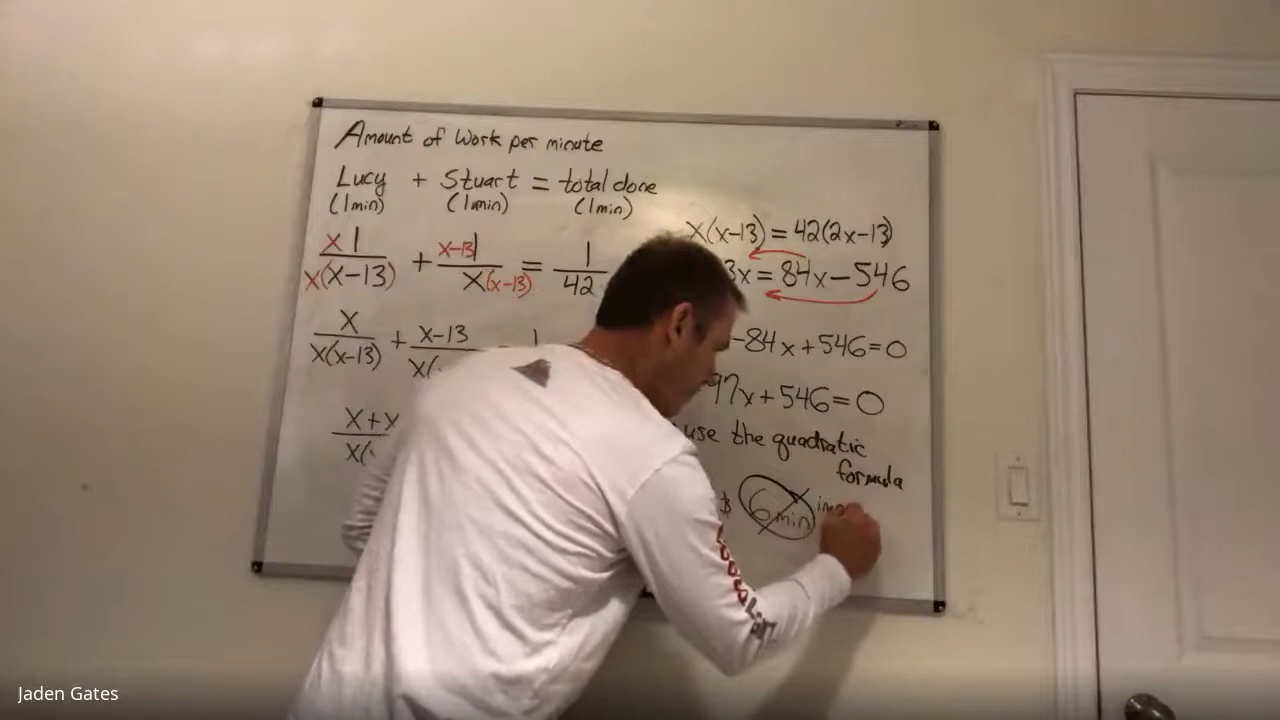 Amount of Work per minute
Lucy + Stuart = total done
(1min) (1min) (1min)
x 1 / x(x-13) + x-13 1 / x(x-13) = 1 / 42
x / x(x-13) + x-13 / x( 1
x+x / x(
x(x-13) = 42(2x-13)
3x = 84x-546
-84x+546=0
97x+546=0
use the quadratic
formula
6min
Jaden Gates